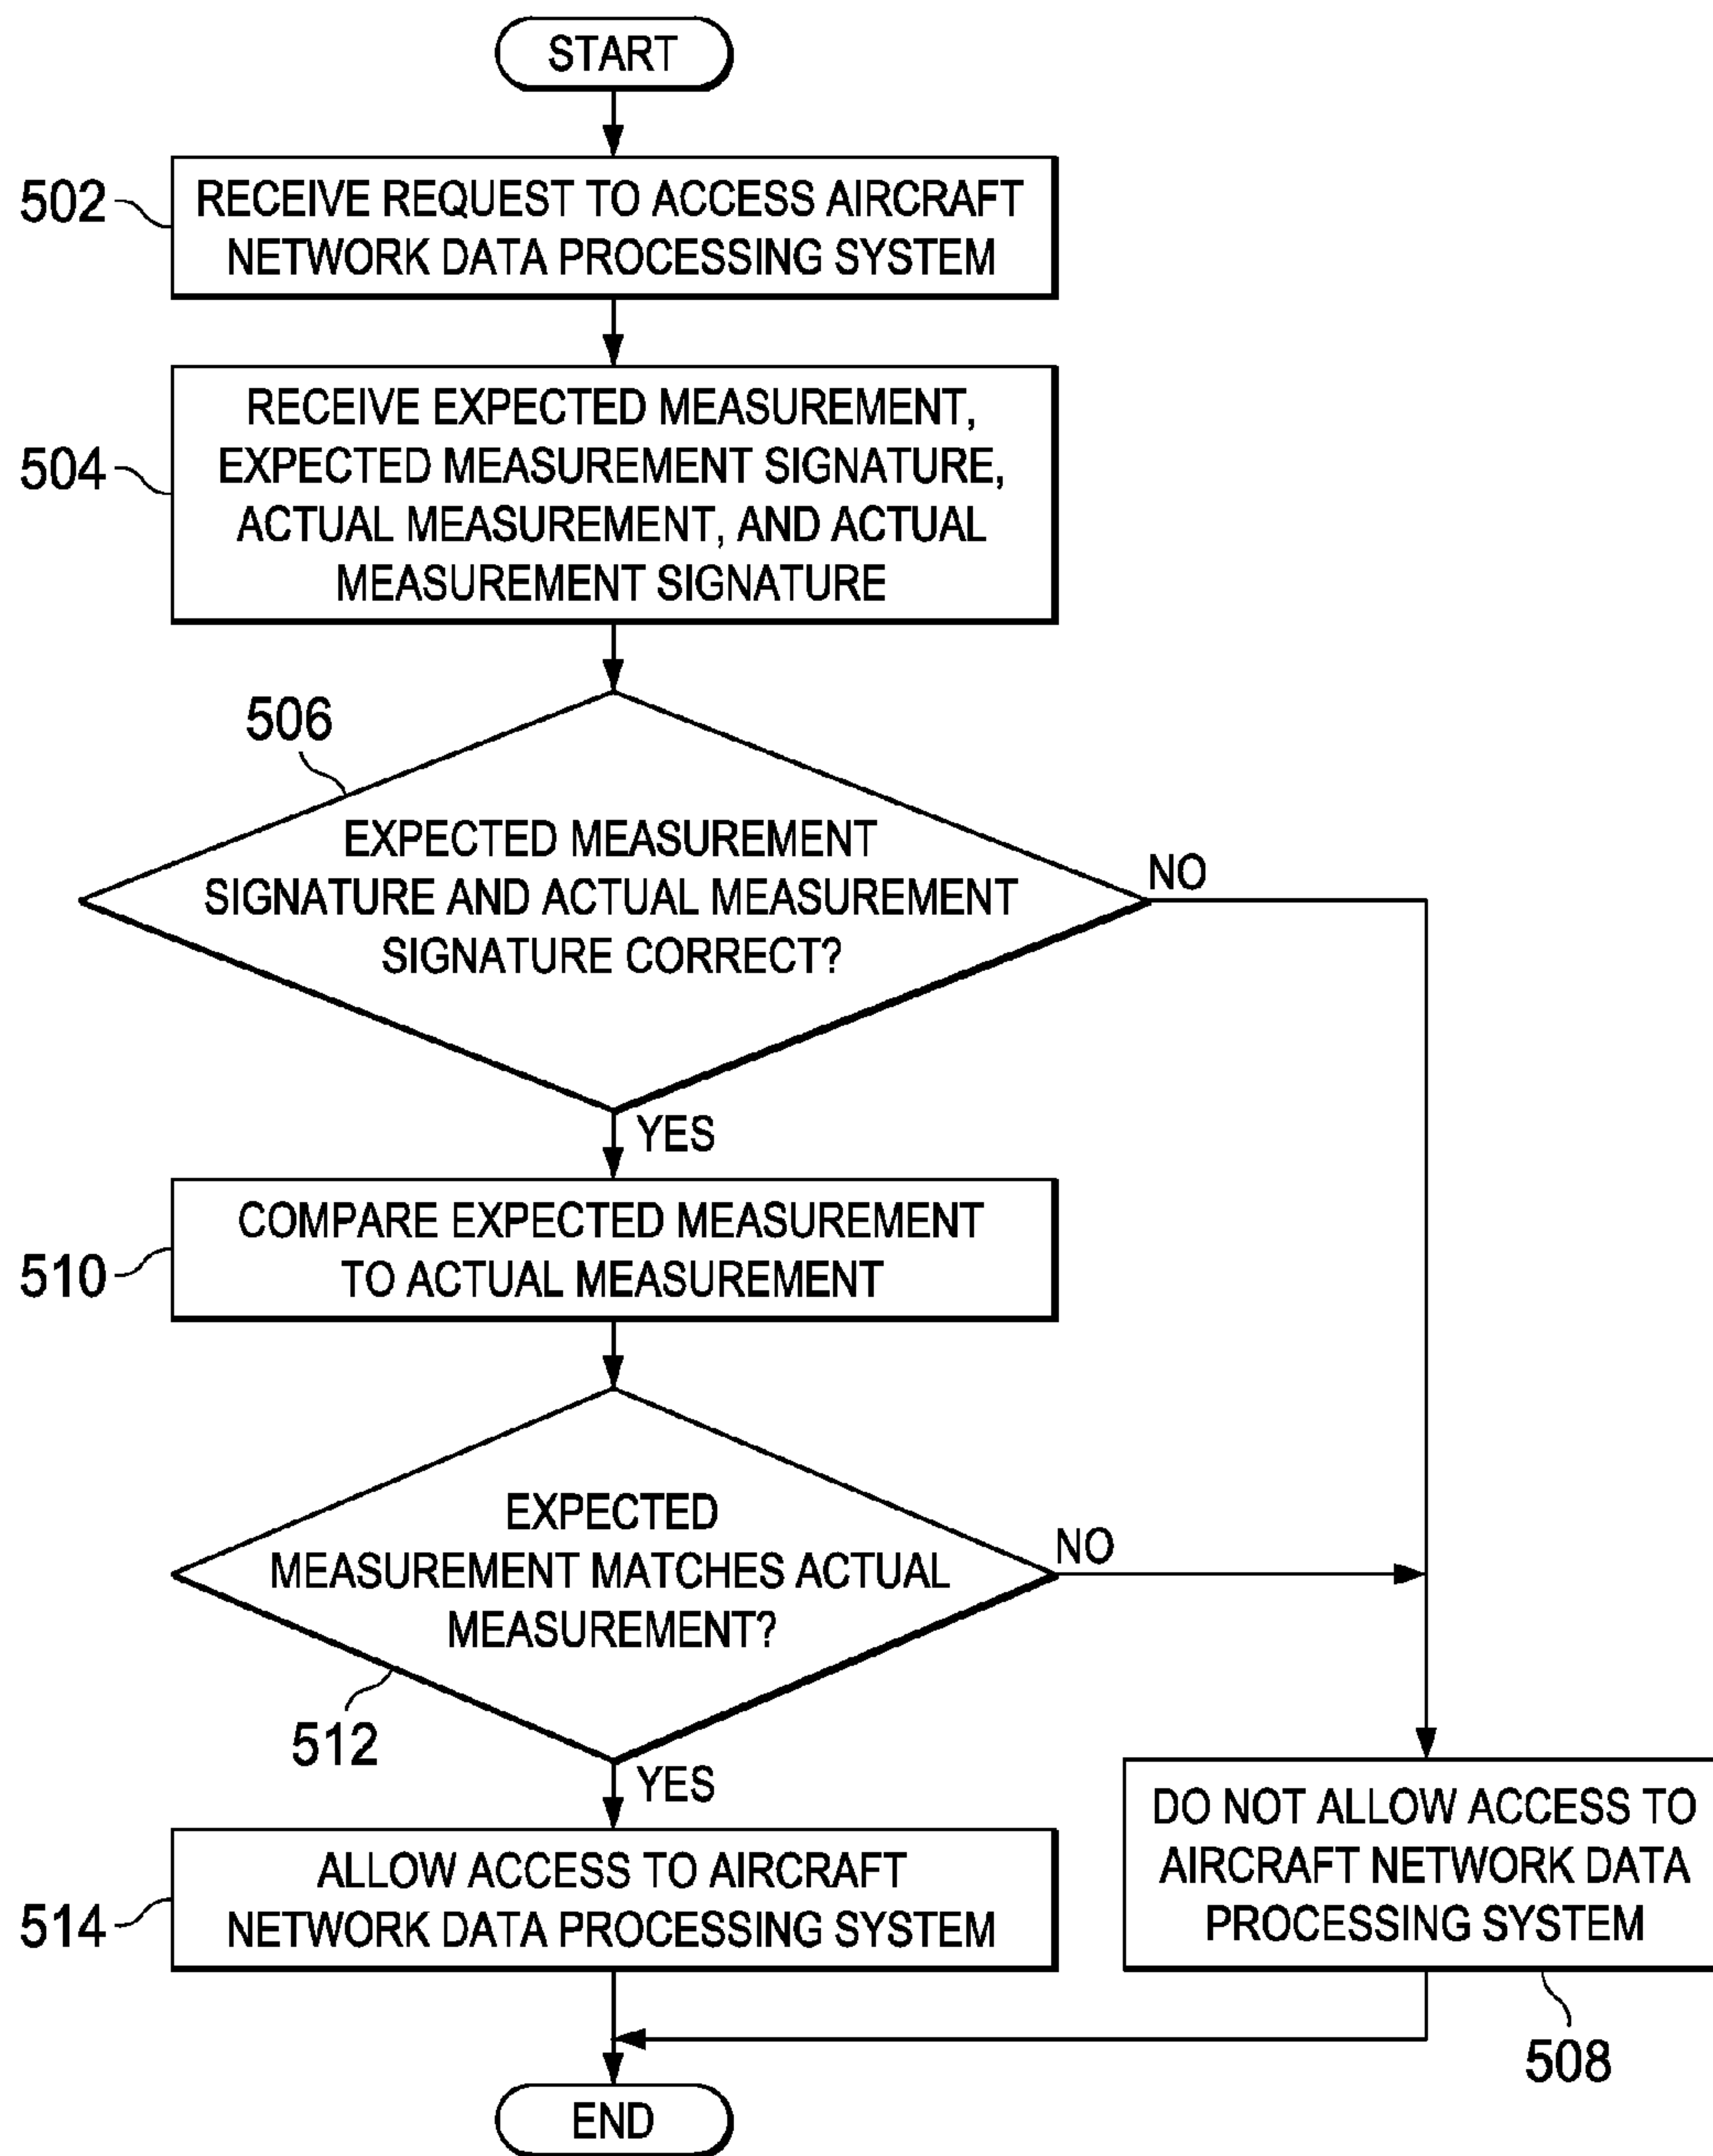 START
502
RECEIVE REQUEST TO ACCESS AIRCRAFT
NETWORK DATA PROCESSING SYSTEM
504
RECEIVE EXPECTED MEASUREMENT,
EXPECTED MEASUREMENT SIGNATURE,
ACTUAL MEASUREMENT, AND ACTUAL
MEASUREMENT SIGNATURE
506
EXPECTED MEASUREMENT
SIGNATURE AND ACTUAL MEASUREMENT
SIGNATURE CORRECT?
NO
YES
510
COMPARE EXPECTED MEASUREMENT
TO ACTUAL MEASUREMENT
EXPECTED
MEASUREMENT MATCHES ACTUAL
MEASUREMENT?
NO
512
YES
514
ALLOW ACCESS TO AIRCRAFT
NETWORK DATA PROCESSING SYSTEM
DO NOT ALLOW ACCESS TO
AIRCRAFT NETWORK DATA
PROCESSING SYSTEM
508
END